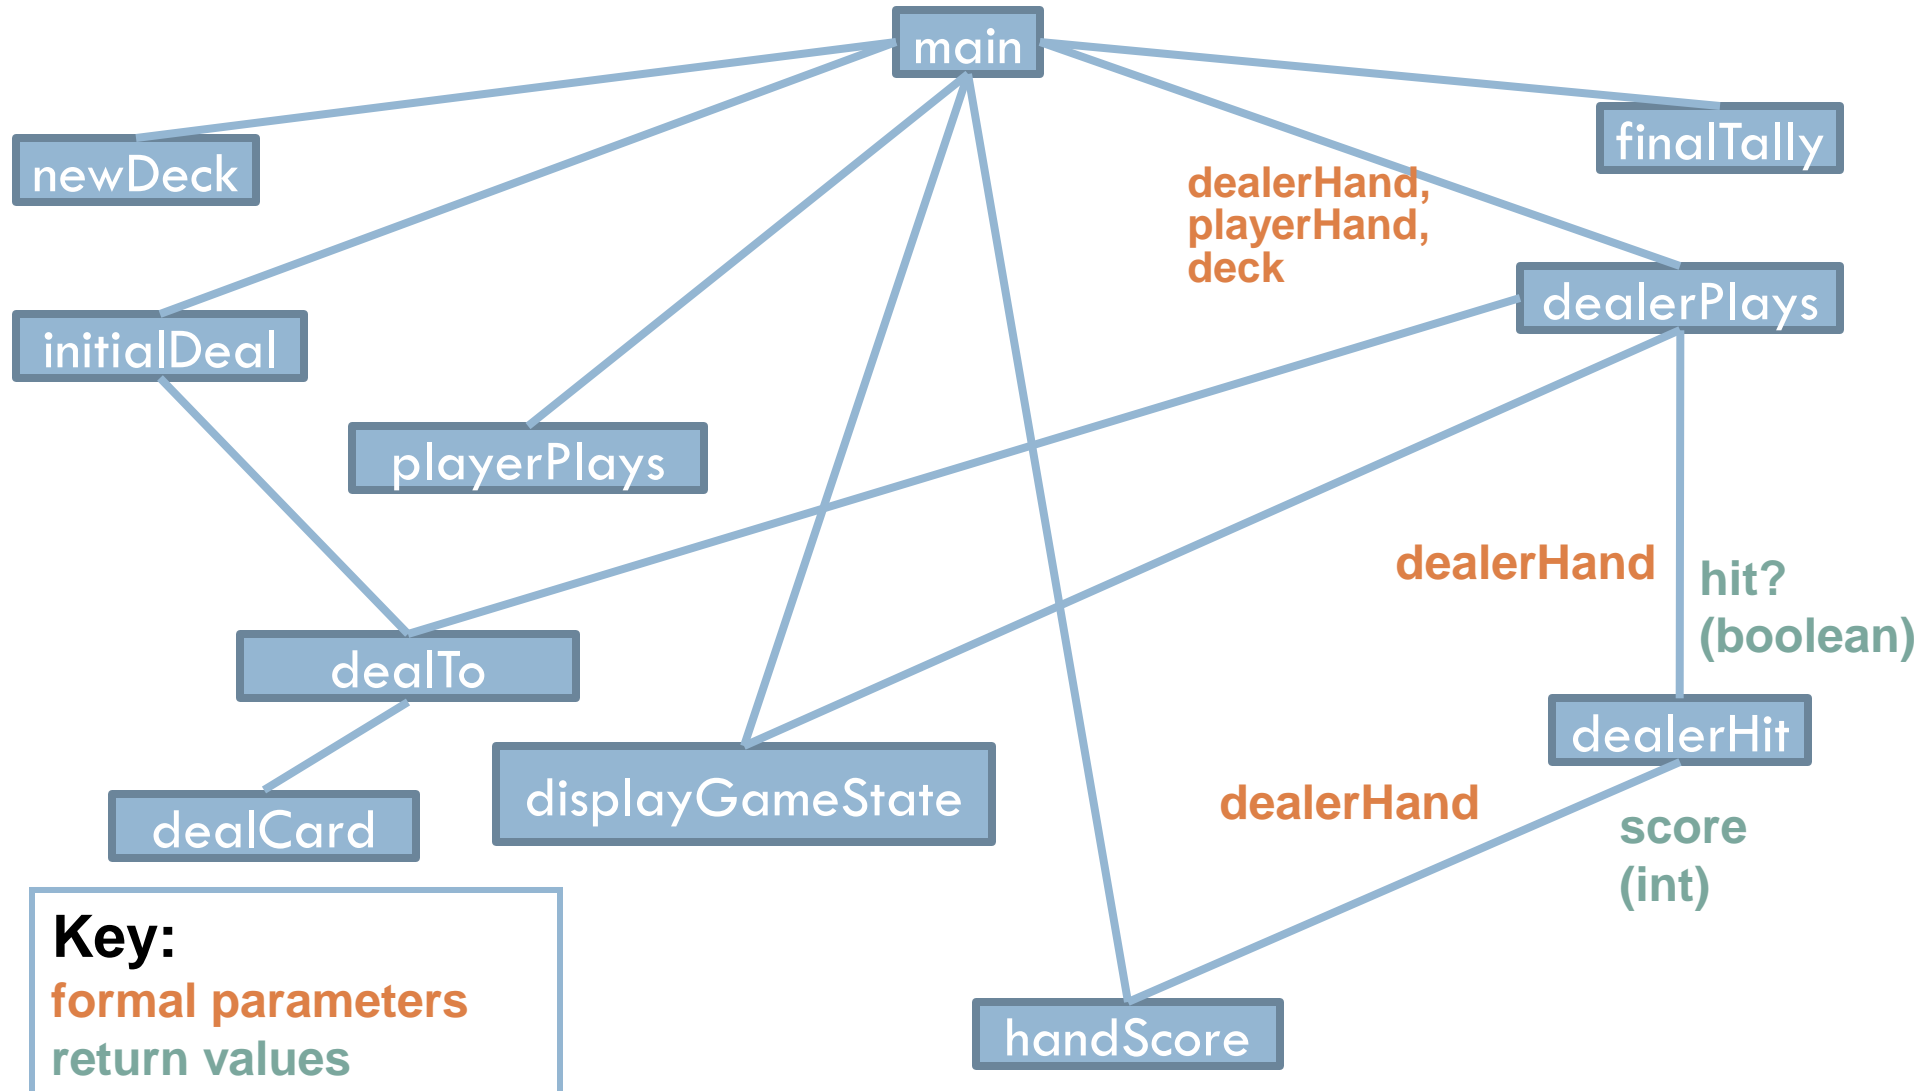 main
newDeck
finalTally
dealerHand,
playerHand,
deck
dealerPlays
initialDeal
playerPlays
dealerHand
hit?
(boolean)
dealTo
dealerHit
displayGameState
dealerHand
dealCard
score
(int)
Key:
formal parameters
return values
handScore